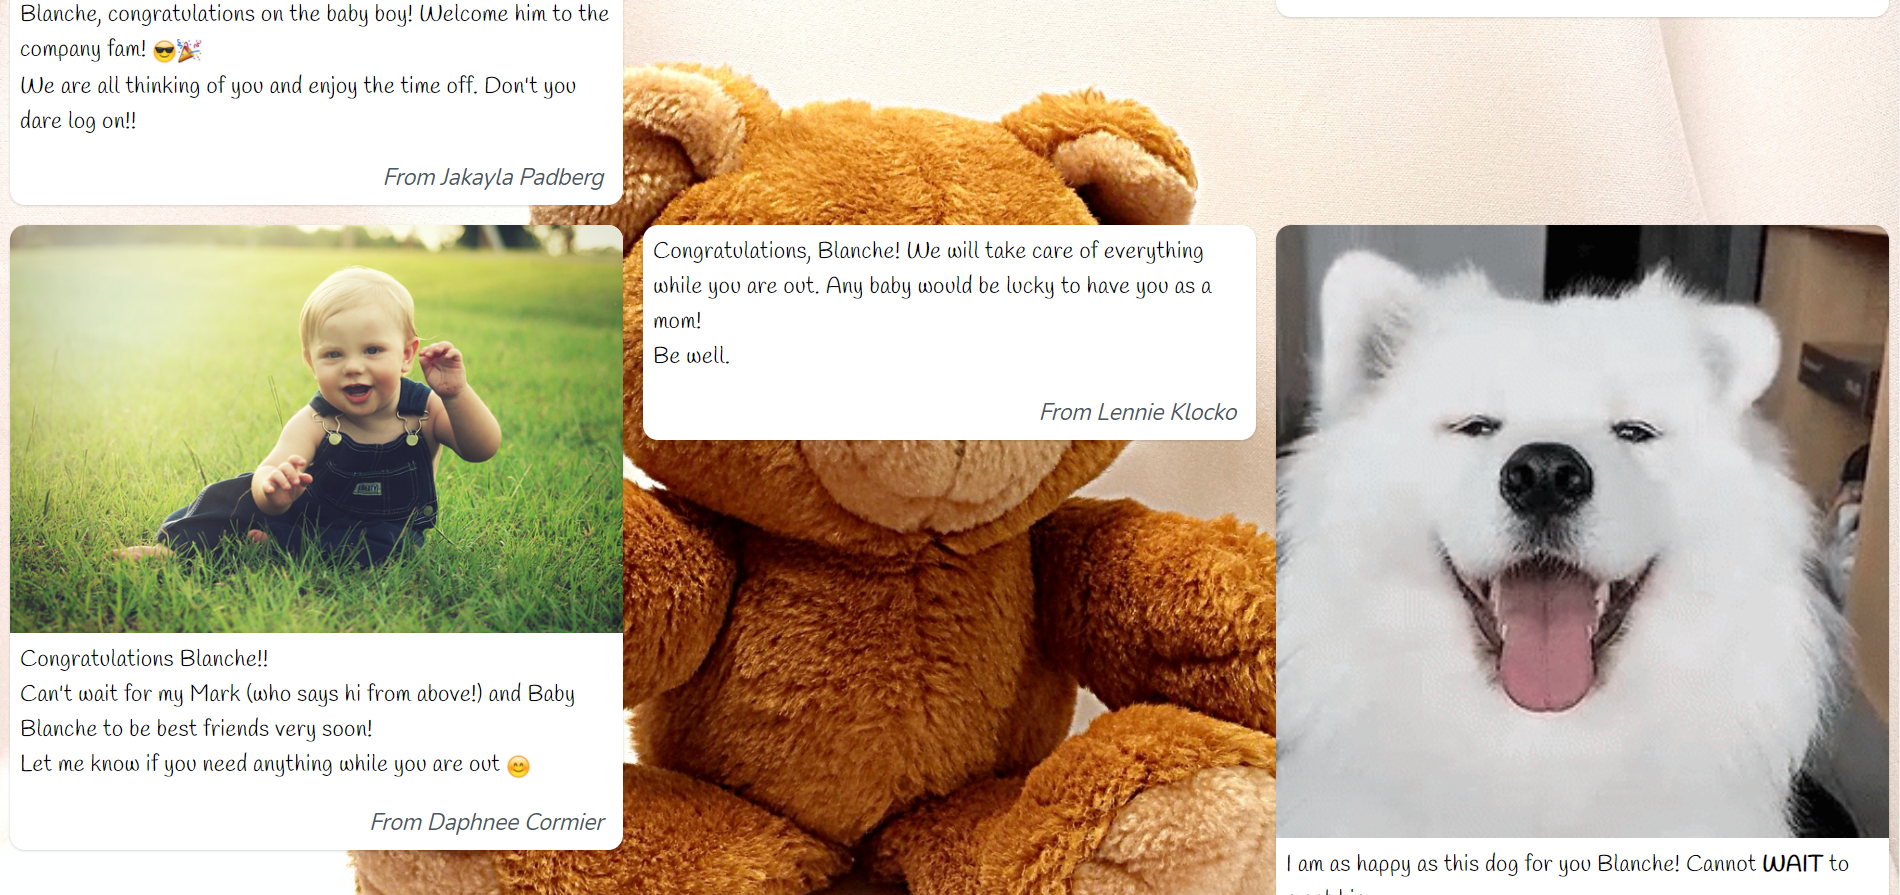 Blanche, congratulations on the baby boy! Welcome him to the
company fam! 😎🎉
We are all thinking of you and enjoy the time off. Don't you
dare log on!!
From Jakayla Padberg
Congratulations Blanche!!
Can't wait for my Mark (who says hi from above!) and Baby
Blanche to be best friends very soon!
Let me know if you need anything while you are out 😊
From Daphnee Cormier
Congratulations, Blanche! We will take care of everything
while you are out. Any baby would be lucky to have you as a
mom!
Be well.
From Lennie Klocko
I am as happy as this dog for you Blanche! Cannot WAIT to